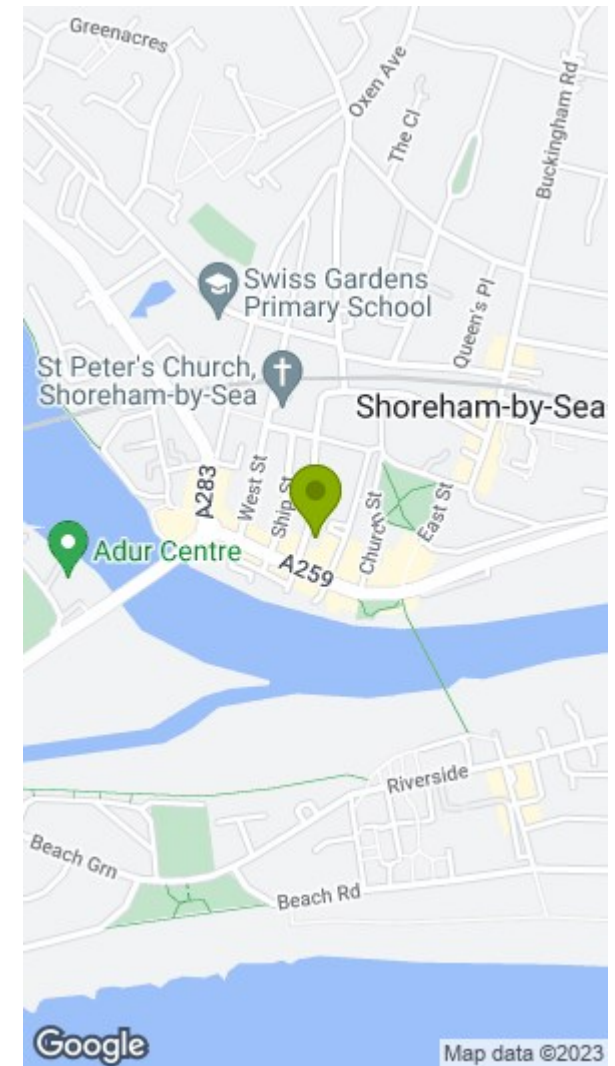 Greenacres
Oxen Ave
The Cl
Buckingham Rd
Swiss Gardens
Primary School
Queen's Pl
St Peter's Church,
Shoreham-by-Sea
Shoreham-by-Sea
A283
West St
Ship St
Church St
East St
Adur Centre
A259
Riverside
Beach Grn
Beach Rd
Google
Map data ©2023